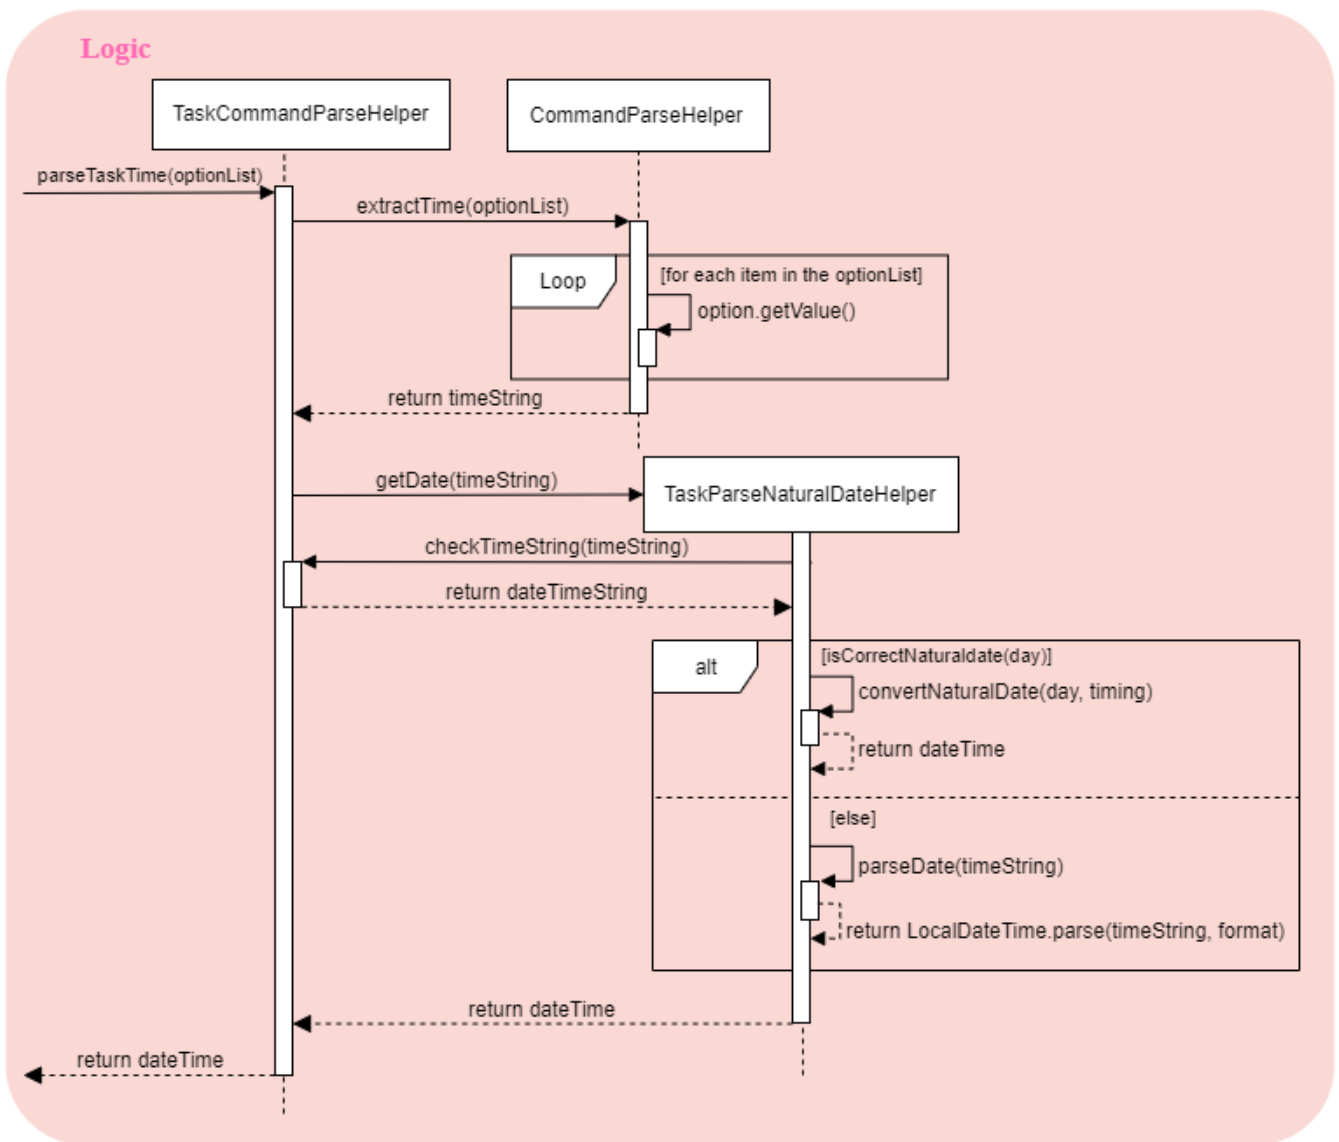 Logic
TaskCommandParseHelper
CommandParseHelper
parseTaskTime(optionList)
extractTime(optionList)
Loop
[for each item in the optionList]
option.getValue()
return timeString
getDate(timeString)
TaskParseNaturalDateHelper
checkTimeString(timeString)
return dateTimeString
alt
[isCorrectNaturaldate(day)]
convertNaturalDate(day, timing)
return dateTime
[else]
parseDate(timeString)
return LocalDateTime.parse(timeString, format)
return dateTime
return dateTime